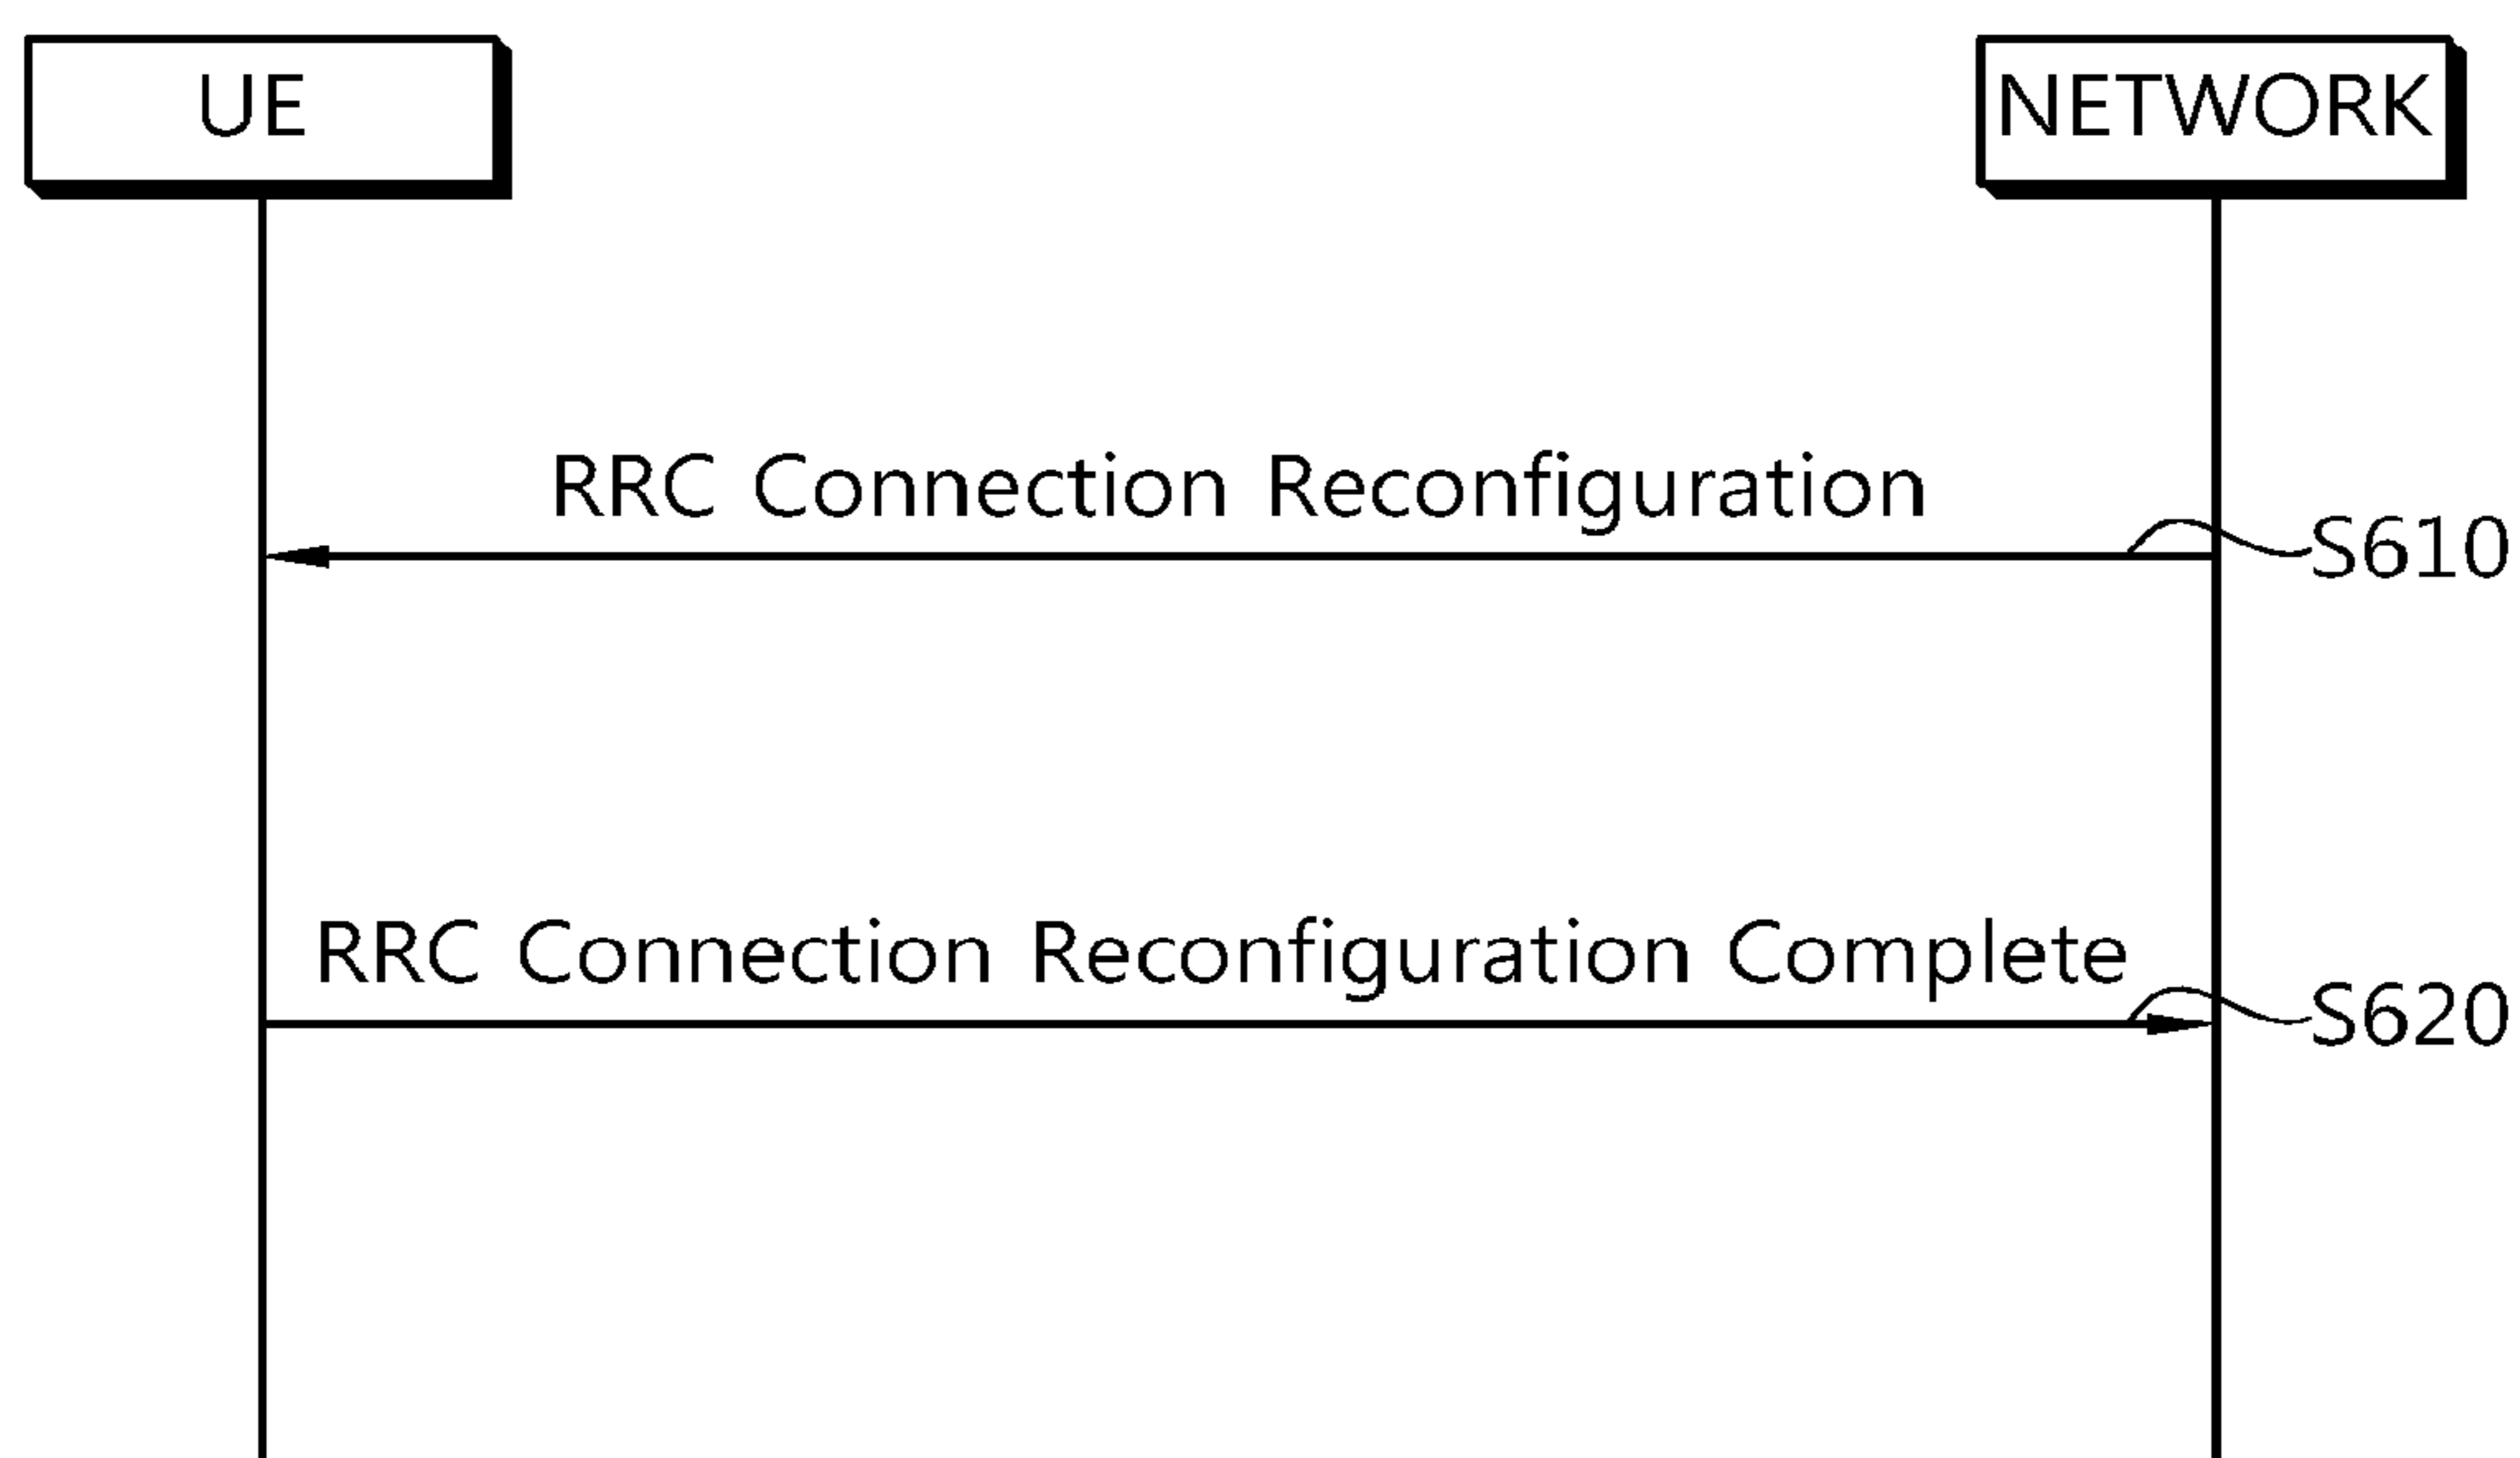 UE
NETWORK
RRC Connection Reconfiguration
S610
RRC Connection Reconfiguration Complete
S620